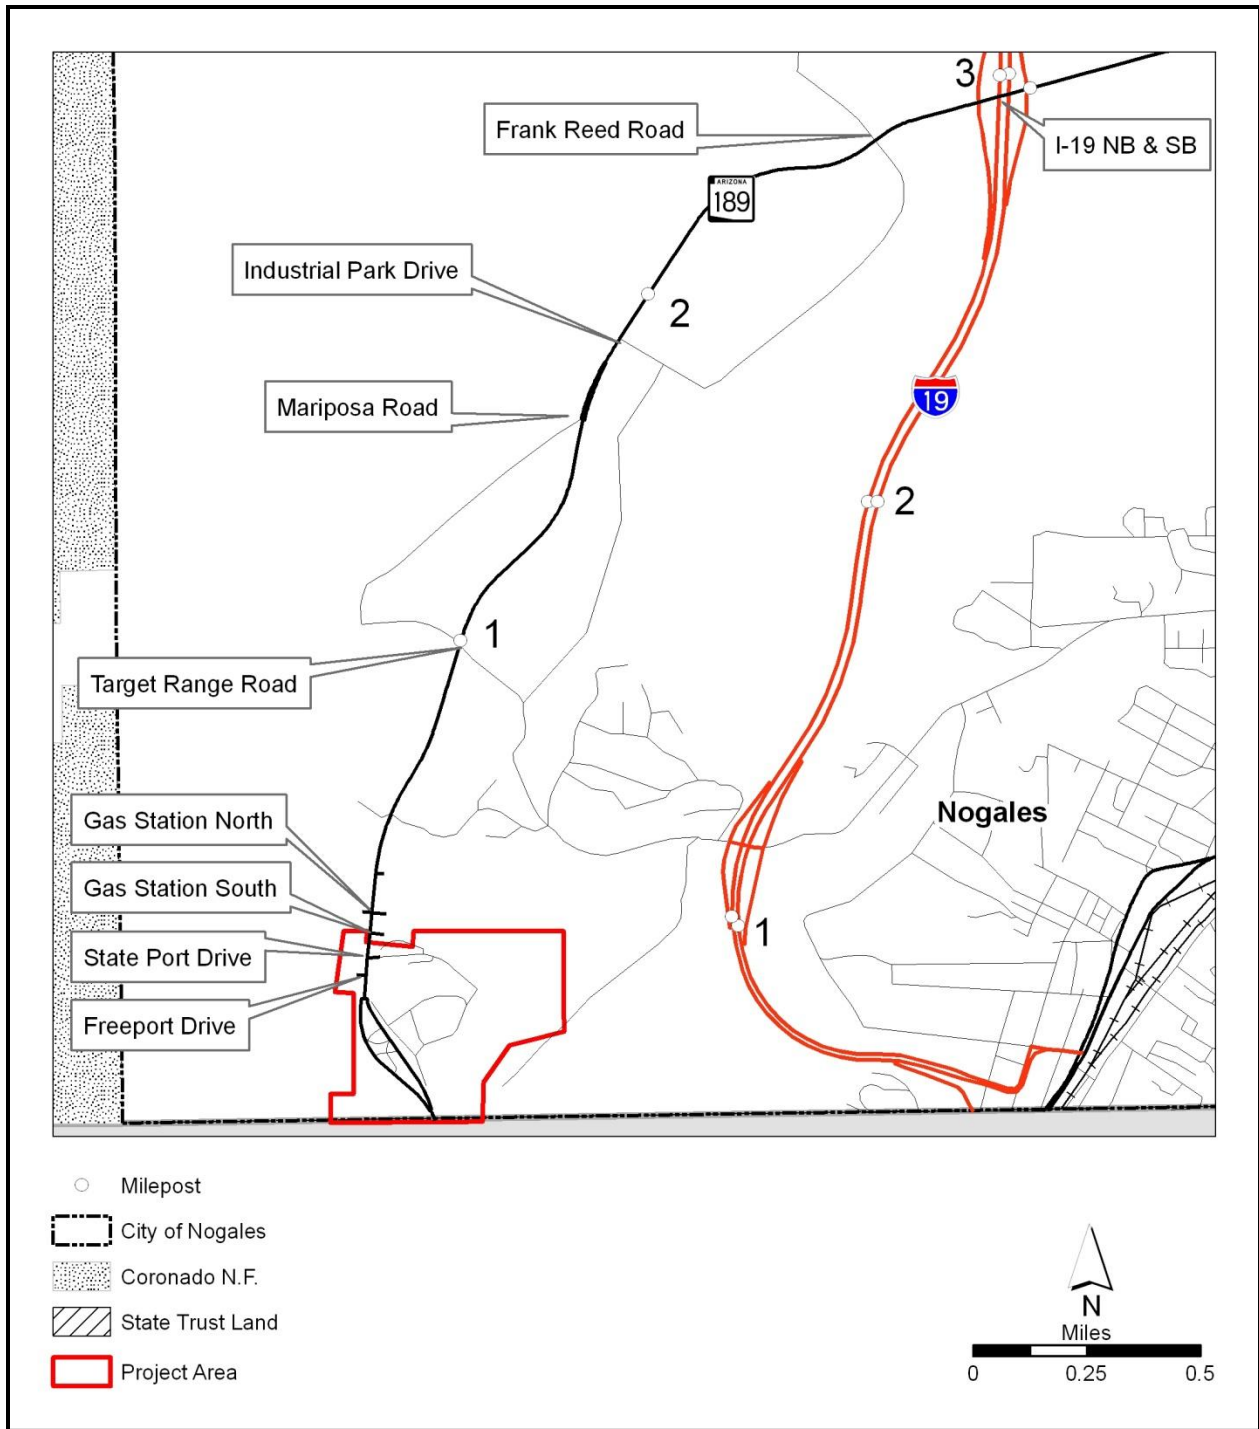 3
Frank Reed Road
I-19 NB & SB
ARIZONA
189
Industrial Park Drive
2
19
Mariposa Road
2
1
Target Range Road
Gas Station North
Nogales
Gas Station South
1
State Port Drive
Freeport Drive
Milepost
City of Nogales
Coronado N.F.
State Trust Land
Project Area
N
Miles
0 0.25 0.5